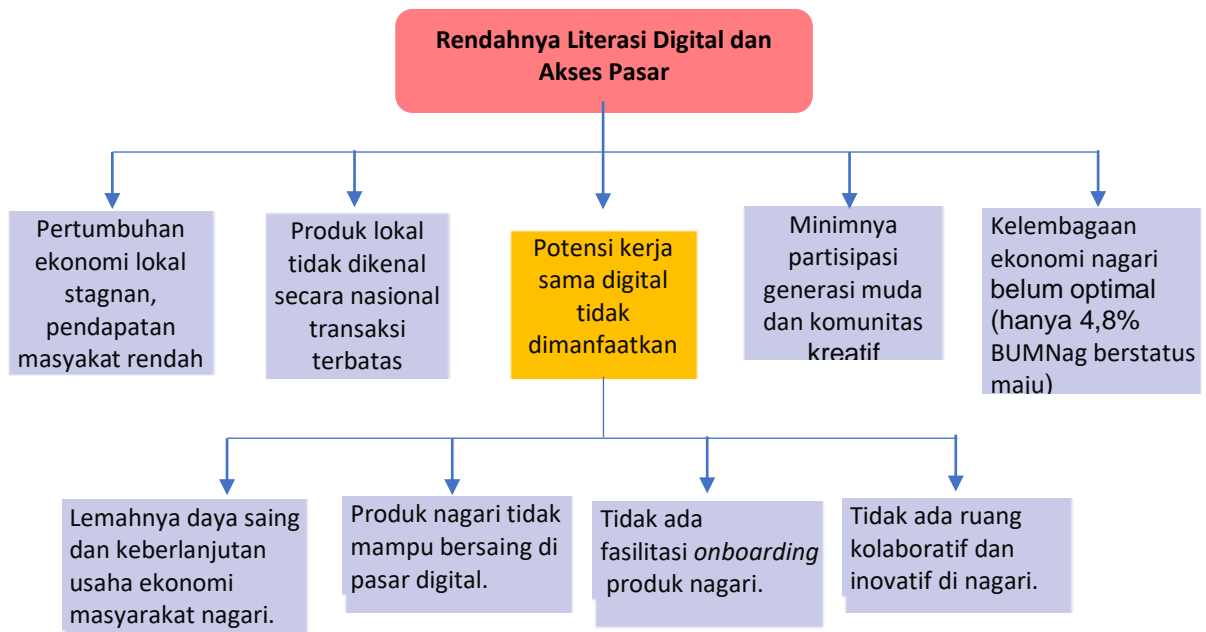 Rendahnya Literasi Digital dan
Akses Pasar
Pertumbuhan
ekonomi lokal
stagnan,
pendapatan
masyakat rendah
Produk lokal
tidak dikenal
secara nasional
transaksi
terbatas
Potensi kerja
sama digital
tidak
dimanfaatkan
Minimnya
partisipasi
generasi muda
dan komunitas
kreatif
Kelembagaan
ekonomi nagari
belum optimal
(hanya 4,8%
BUMNag berstatus
maju)
Lemahnya daya saing
dan keberlanjutan
usaha ekonomi
masyarakat nagari.
Produk nagari tidak
mampu bersaing di
pasar digital.
Tidak ada
fasilitasi onboarding
produk nagari.
Tidak ada ruang
kolaboratif dan
inovatif di nagari.